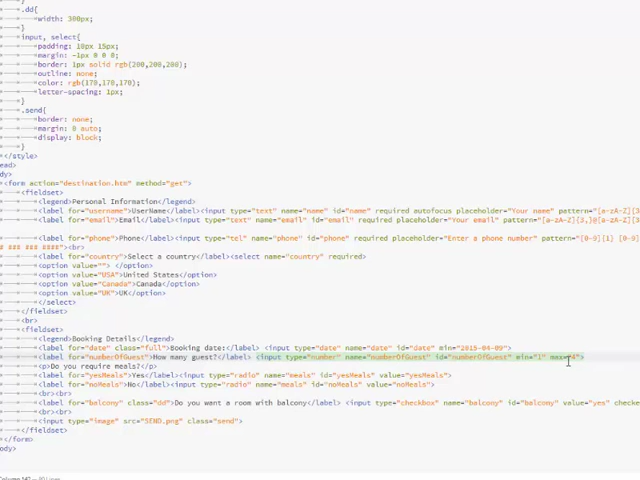 }
.dd{
width: 300px;
}
input, select{
padding: 10px 15px;
margin: -1px 0 0 0;
border: 1px solid rgb(200,200,200);
outline: none;
color: rgb(170,170,170);
letter-spacing: 1px;
}
.send{
border: none;
margin: 0 auto;
display: block;
}
</style>
ead>
dy>
<form action="destination.htm" method="get">
<fieldset>
<legend>Personal Information</legend>
<label for="username">UserName</label><input type="text" name="name" id="name" required autofocus placeholder="Your name" pattern="[a-zA-Z]{3
<label for="email">Email</label><input type="text" name="email" id="email" required placeholder="Your email" pattern="[a-zA-Z]{3,}@[a-zA-Z]{3
<label for="phone">Phone</label><input type="tel" name="phone" id="phone" required placeholder="Enter a phone number" pattern="[0-9]{1} [0-9]
# ### ### ####"><br>
<label for="country">Select a country</label><select name="country" required>
<option value=""> </option>
<option value="USA">United States</option>
<option value="Canada">Canada</option>
<option value="UK">UK</option>
</select>
<fieldset>
<br>
<fieldset>
<legend>Booking Details</legend>
<label for="date" class="full">Booking date:</label> <input type="date" name="date" id="date" min="2015-04-09">
<label for="numberOfGuest">How many guest?</label> <input type="number" name="numberOfGuest" id="numberOfGuest" min="1" max="4">
<p>Do you require meals?</p>
<label for="yesMeals">Yes</label><input type="radio" name="meals" id="yesMeals" value="yesMeals">
<label for="noMeals">No</label><input type="radio" name="meals" id="noMeals" value="noMeals">
<br><br>
<label for="balcony" class="dd">Do you want a room with balcony</label> <input type="checkbox" name="balcony" id="balcony" value="yes" checke
<br><br>
<input type="image" src="SEND.png" class="send">
</fieldset>
</form>
ody>